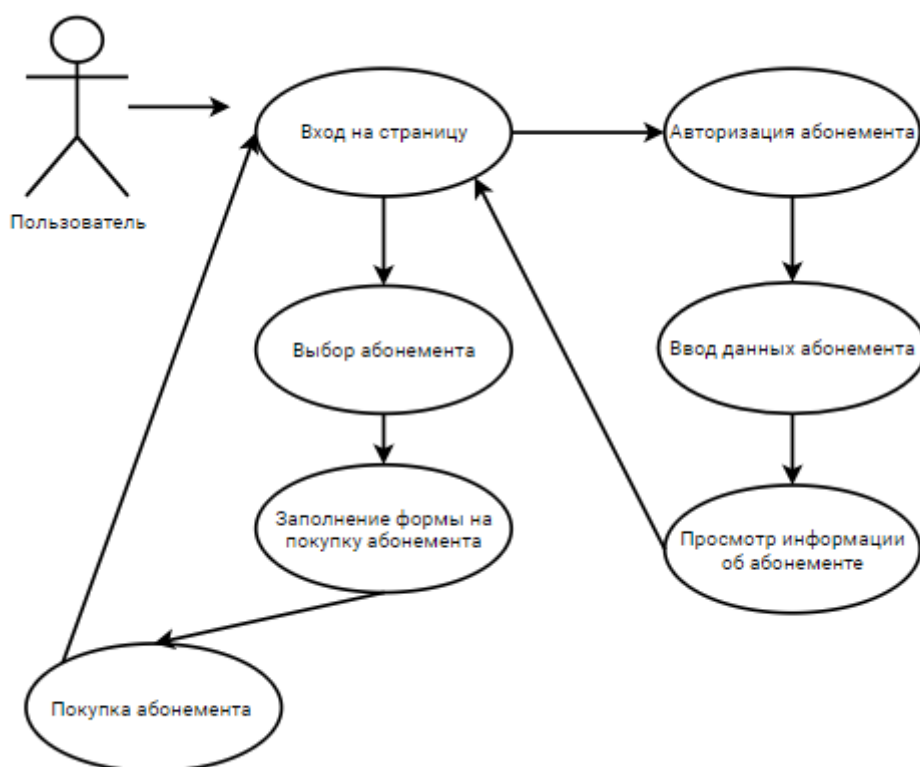 Пользователь
Вход на страницу
Авторизация абонемента
Выбор абонемента
Ввод данных абонемента
Заполнение формы на
покупку абонемента
Просмотр информации
об абонементе
Покупка абонемента